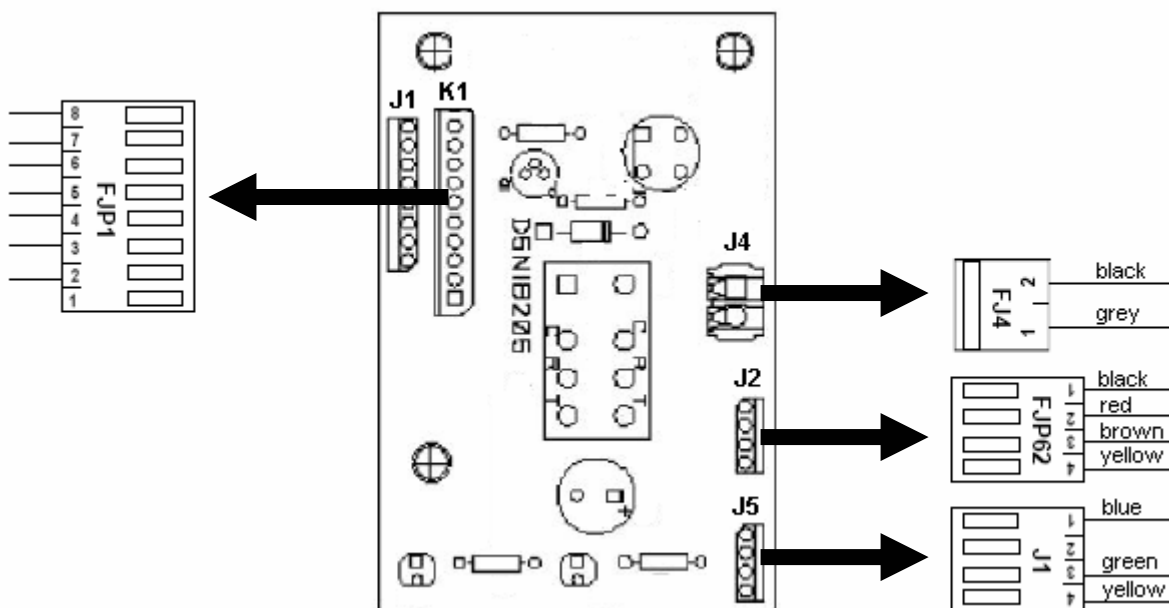 J1
K1
8
7
6
5
4
3
2
1
FJP1
D5NIB205
C R T
C R T
+
J4
J2
J5
FJ4
2
1
black
grey
FJP62
1
2
3
4
black
red
brown
yellow
J1
1
2
3
4
blue
green
yellow